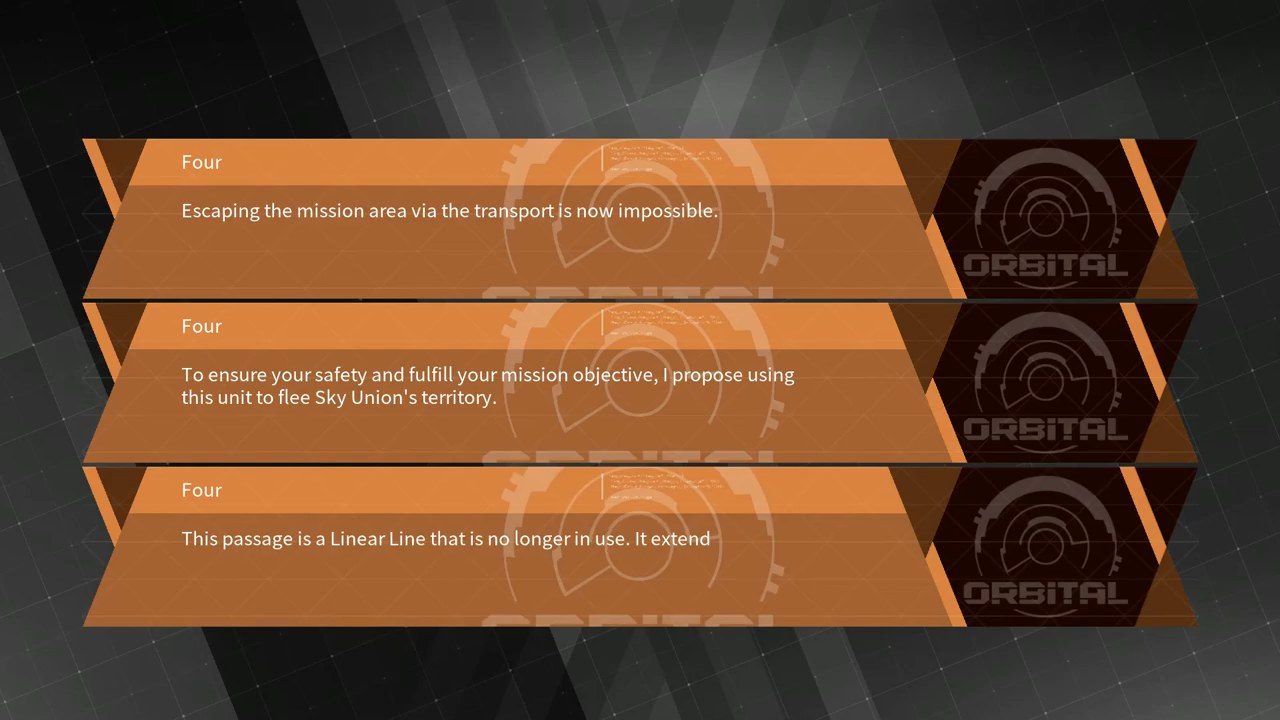 Four
Escaping the mission area via the transport is now impossible.
ORBITAL
Four
To ensure your safety and fulfill your mission objective, I propose using
this unit to flee Sky Union's territory.
ORBITAL
Four
This passage is a Linear Line that is no longer in use. It extend
ORBITAL